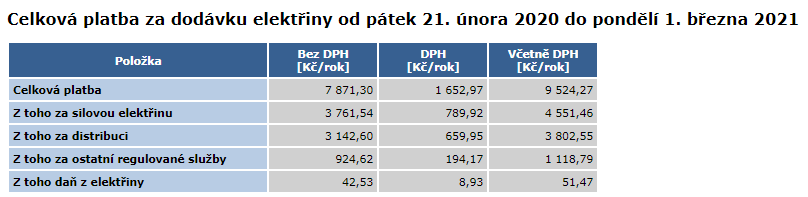 Celková platba za dodávku elektřiny od pátek 21. února 2020 do pondělí 1. března 2021
Položka Bez DPH [Kč/rok] DPH [Kč/rok] Včetně DPH [Kč/rok]
Celková platba 7 871,30 1 652,97 9 524,27
Z toho za silovou elektřinu 3 761,54 789,92 4 551,46
Z toho za distribuci 3 142,60 659,95 3 802,55
Z toho za ostatní regulované služby 924,62 194,17 1 118,79
Z toho daň z elektřiny 42,53 8,93 51,47